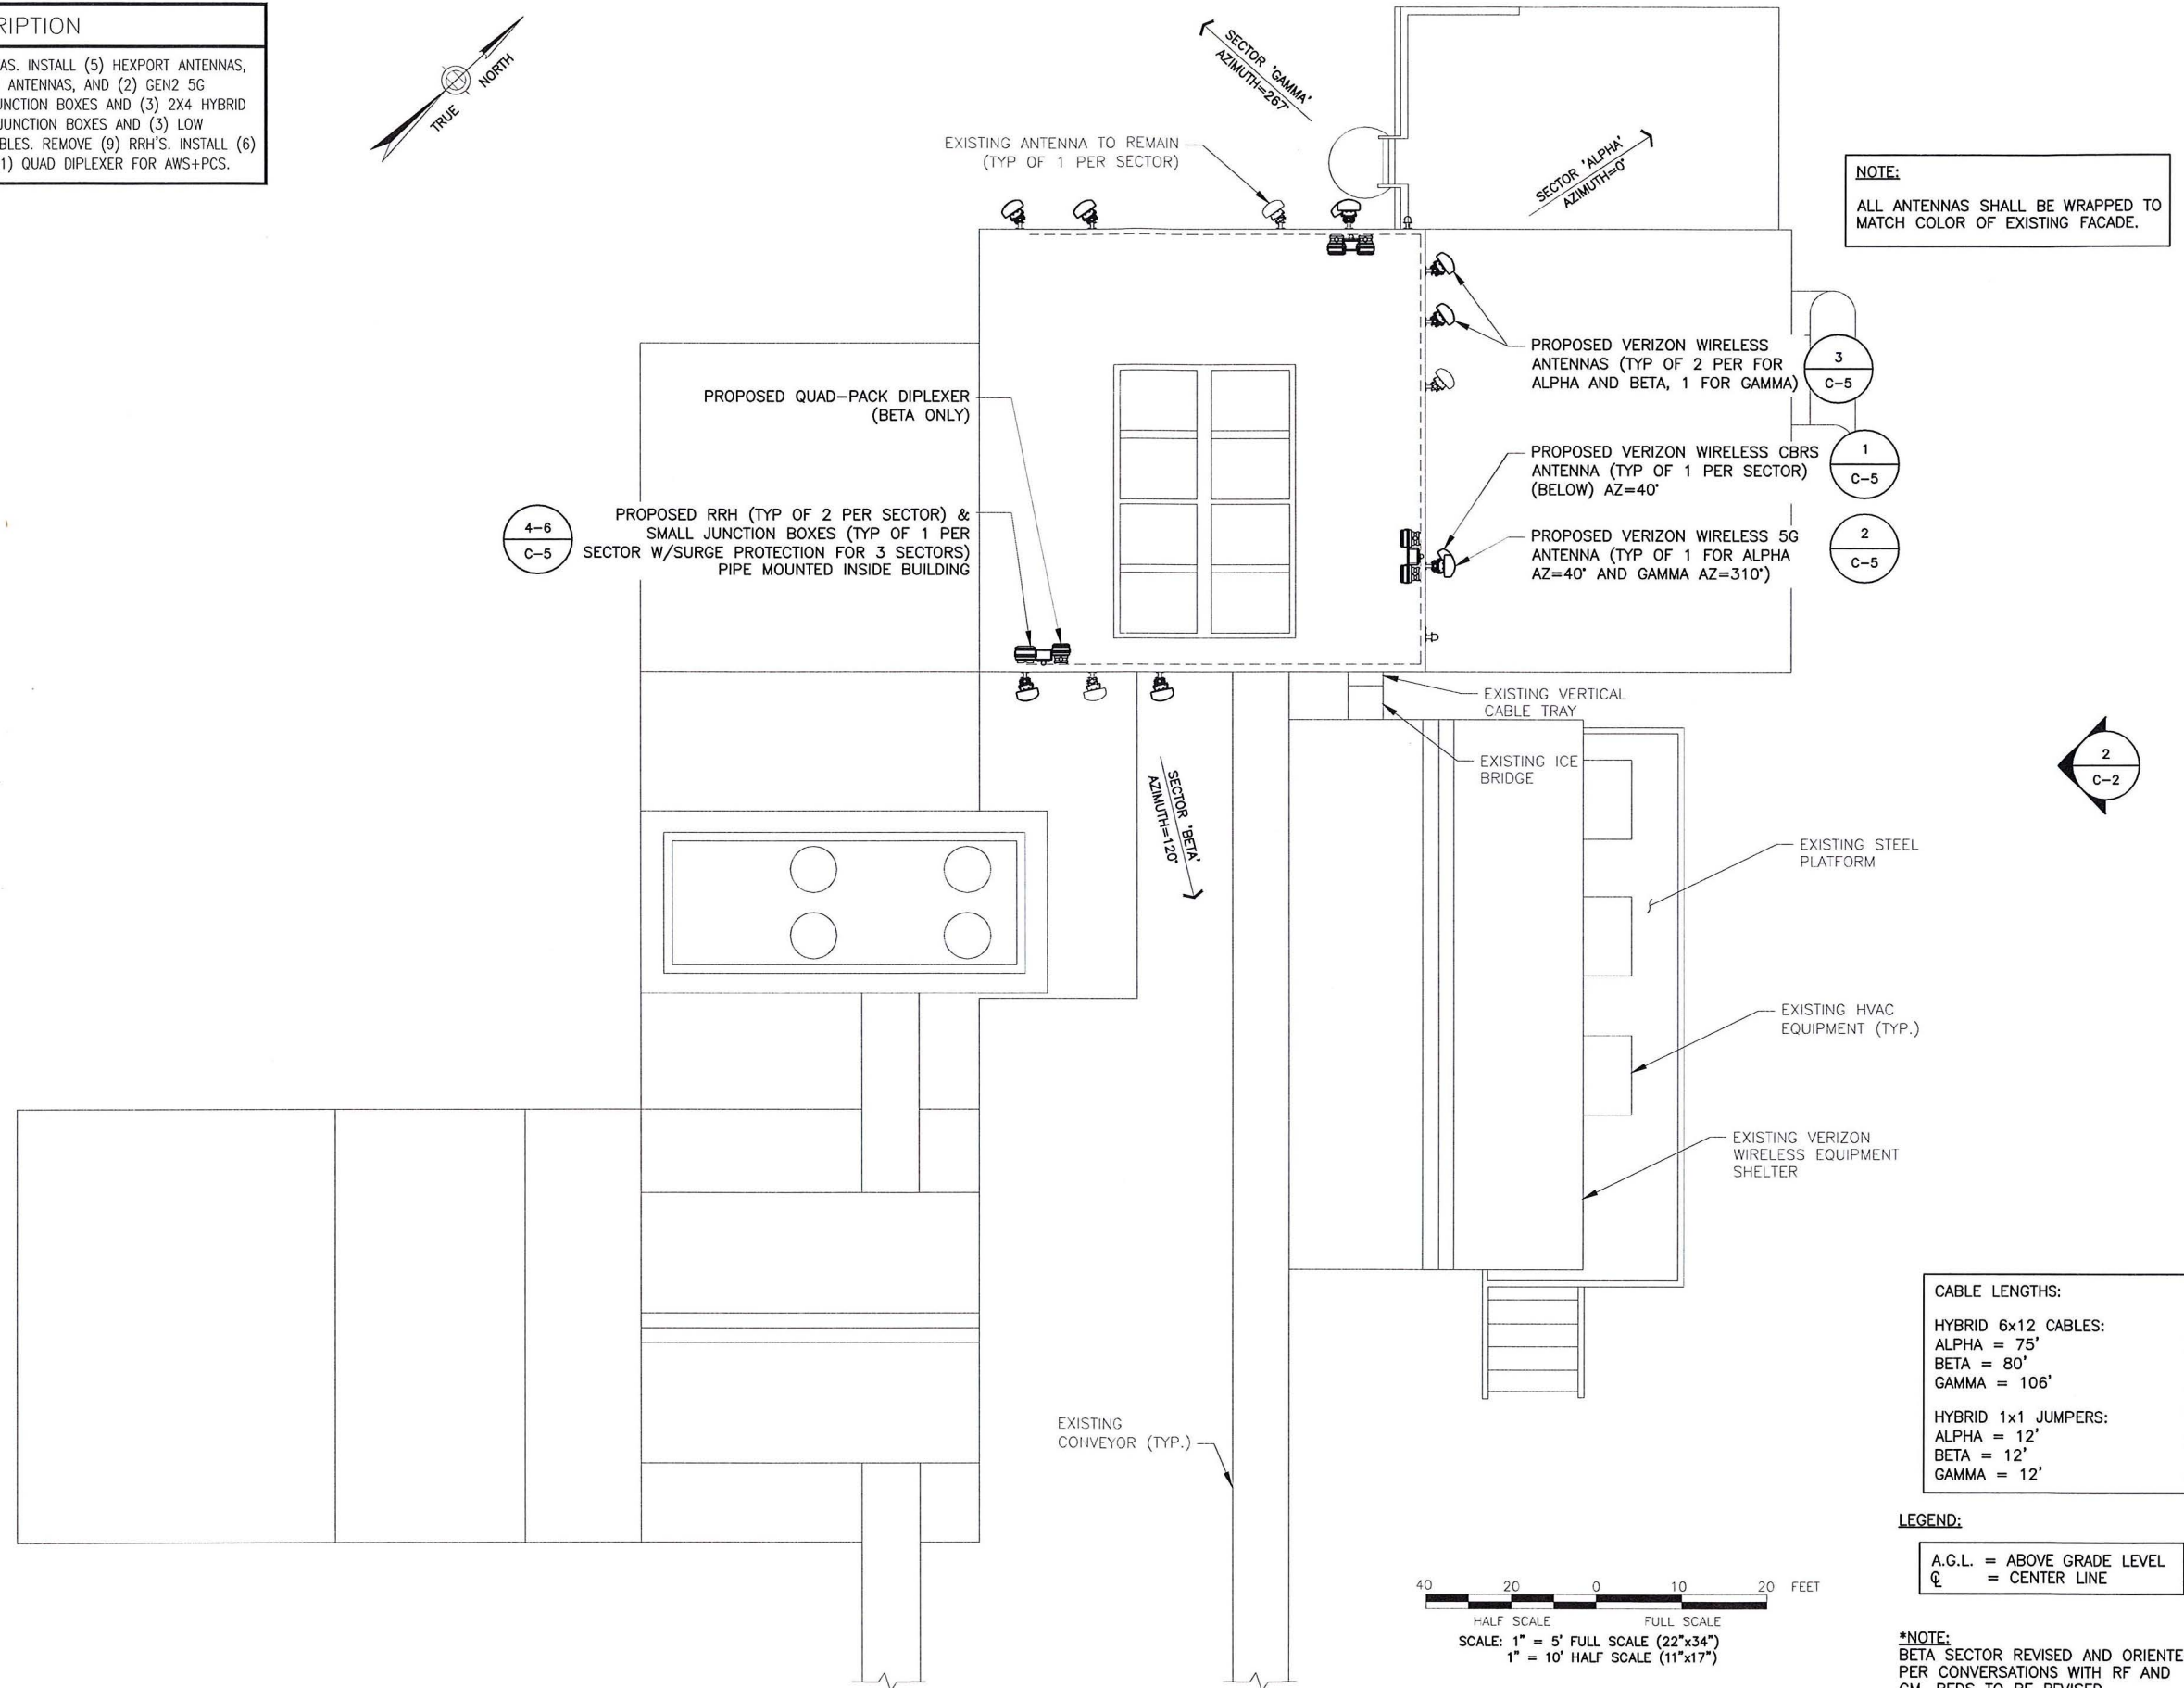 RIPTION
AS. INSTALL (5) HEXPORT ANTENNAS,
ANTENNAS, AND (2) GEN2 5G
JUNCTION BOXES AND (3) 2X4 HYBRID
JUNCTION BOXES AND (3) LOW
BLES. REMOVE (9) RRH'S. INSTALL (6)
1) QUAD DIPLEXER FOR AWS+PCS.
TRUE NORTH
SECTOR 'GAMMA'
AZIMUTH=267°
EXISTING ANTENNA TO REMAIN
(TYP OF 1 PER SECTOR)
SECTOR 'ALPHA'
AZIMUTH=0°
NOTE:
ALL ANTENNAS SHALL BE WRAPPED TO
MATCH COLOR OF EXISTING FACADE.
PROPOSED VERIZON WIRELESS
ANTENNAS (TYP OF 2 PER FOR
ALPHA AND BETA, 1 FOR GAMMA)
3
C-5
PROPOSED QUAD-PACK DIPLEXER
(BETA ONLY)
PROPOSED VERIZON WIRELESS CBRS
ANTENNA (TYP OF 1 PER SECTOR)
(BELOW) AZ=40°
1
C-5
4-6
C-5
PROPOSED RRH (TYP OF 2 PER SECTOR) &
SMALL JUNCTION BOXES (TYP OF 1 PER
SECTOR W/SURGE PROTECTION FOR 3 SECTORS)
PIPE MOUNTED INSIDE BUILDING
PROPOSED VERIZON WIRELESS 5G
ANTENNA (TYP OF 1 FOR ALPHA
AZ=40° AND GAMMA AZ=310°)
2
C-5
EXISTING VERTICAL
CABLE TRAY
EXISTING ICE
BRIDGE
2
C-2
SECTOR 'BETA'
AZIMUTH=120°
EXISTING STEEL
PLATFORM
EXISTING HVAC
EQUIPMENT (TYP.)
EXISTING VERIZON
WIRELESS EQUIPMENT
SHELTER
CABLE LENGTHS:
HYBRID 6x12 CABLES:
ALPHA = 75'
BETA = 80'
GAMMA = 106'
HYBRID 1x1 JUMPERS:
ALPHA = 12'
BETA = 12'
GAMMA = 12'
EXISTING
CONVEYOR (TYP.)
LEGEND:
A.G.L. = ABOVE GRADE LEVEL
℄ = CENTER LINE
40 20 0 10 20 FEET
HALF SCALE FULL SCALE
SCALE: 1" = 5' FULL SCALE (22"x34")
1" = 10' HALF SCALE (11"x17")
*NOTE:
BETA SECTOR REVISED AND ORIENTE
PER CONVERSATIONS WITH RF AND